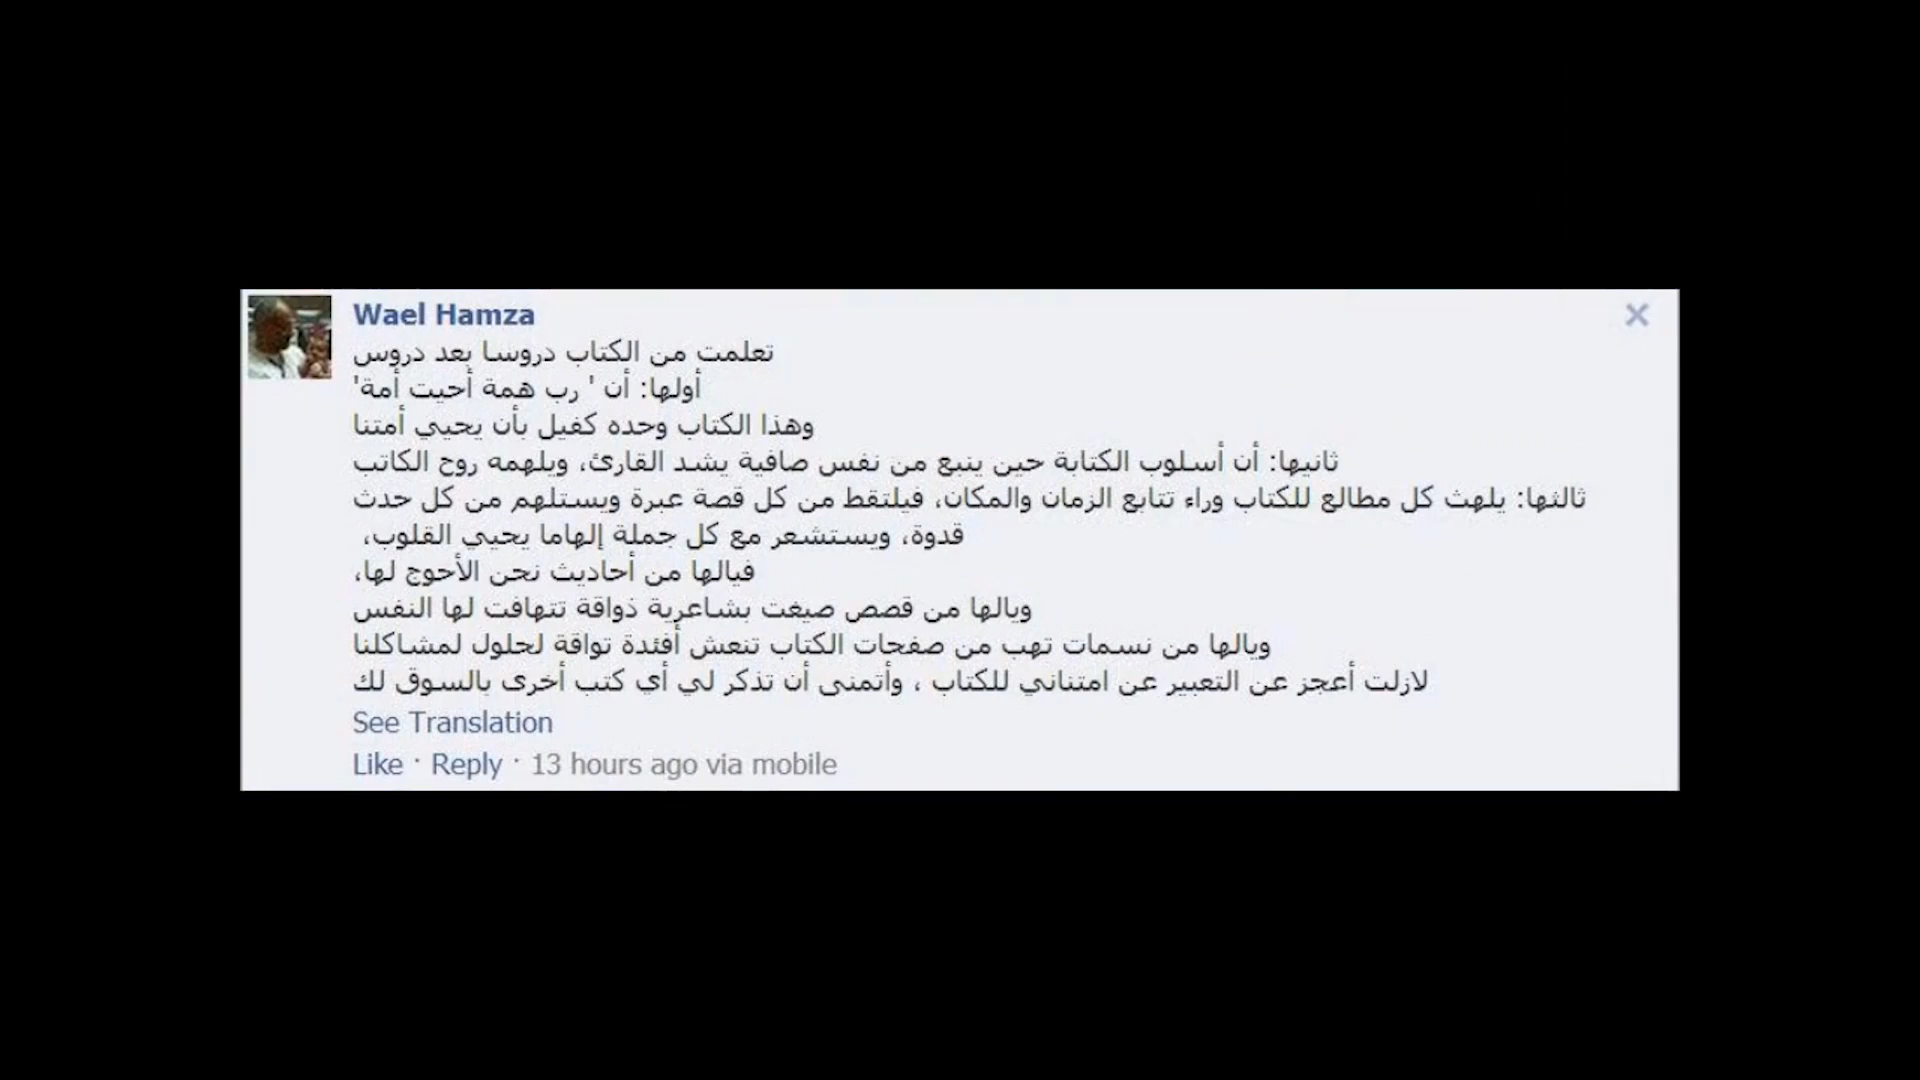 Wael Hamza
تعلمت من الكتاب دروسا بعد دروس
أولها: أن ' رب همة أحيت أمة'
وهذا الكتاب وحده كفيل بأن يحيي أمتنا
ثانيها: أن أسلوب الكتابة حين ينبع من نفس صافية يشد القارئ، ويلهمه روح الكاتب
ثالثها: يلهث كل مطالع للكتاب وراء تتابع الزمان والمكان، فيلتقط من كل قصة عبرة ويستلهم من كل حدث
قدوة، ويستشعر مع كل جملة إلهاما يحيي القلوب،
فيالها من أحاديث نحن الأحوج لها،
ويالها من قصص صيغت بشاعرية ذواقة تتهافت لها النفس
ويالها من نسمات تهب من صفحات الكتاب تنعش أفئدة تواقة لحلول لمشاكلنا
لازلت أعجز عن التعبير عن امتناني للكتاب ، وأتمنى أن تذكر لي أي كتب أخرى بالسوق لك
See Translation
Like · Reply · 13 hours ago via mobile